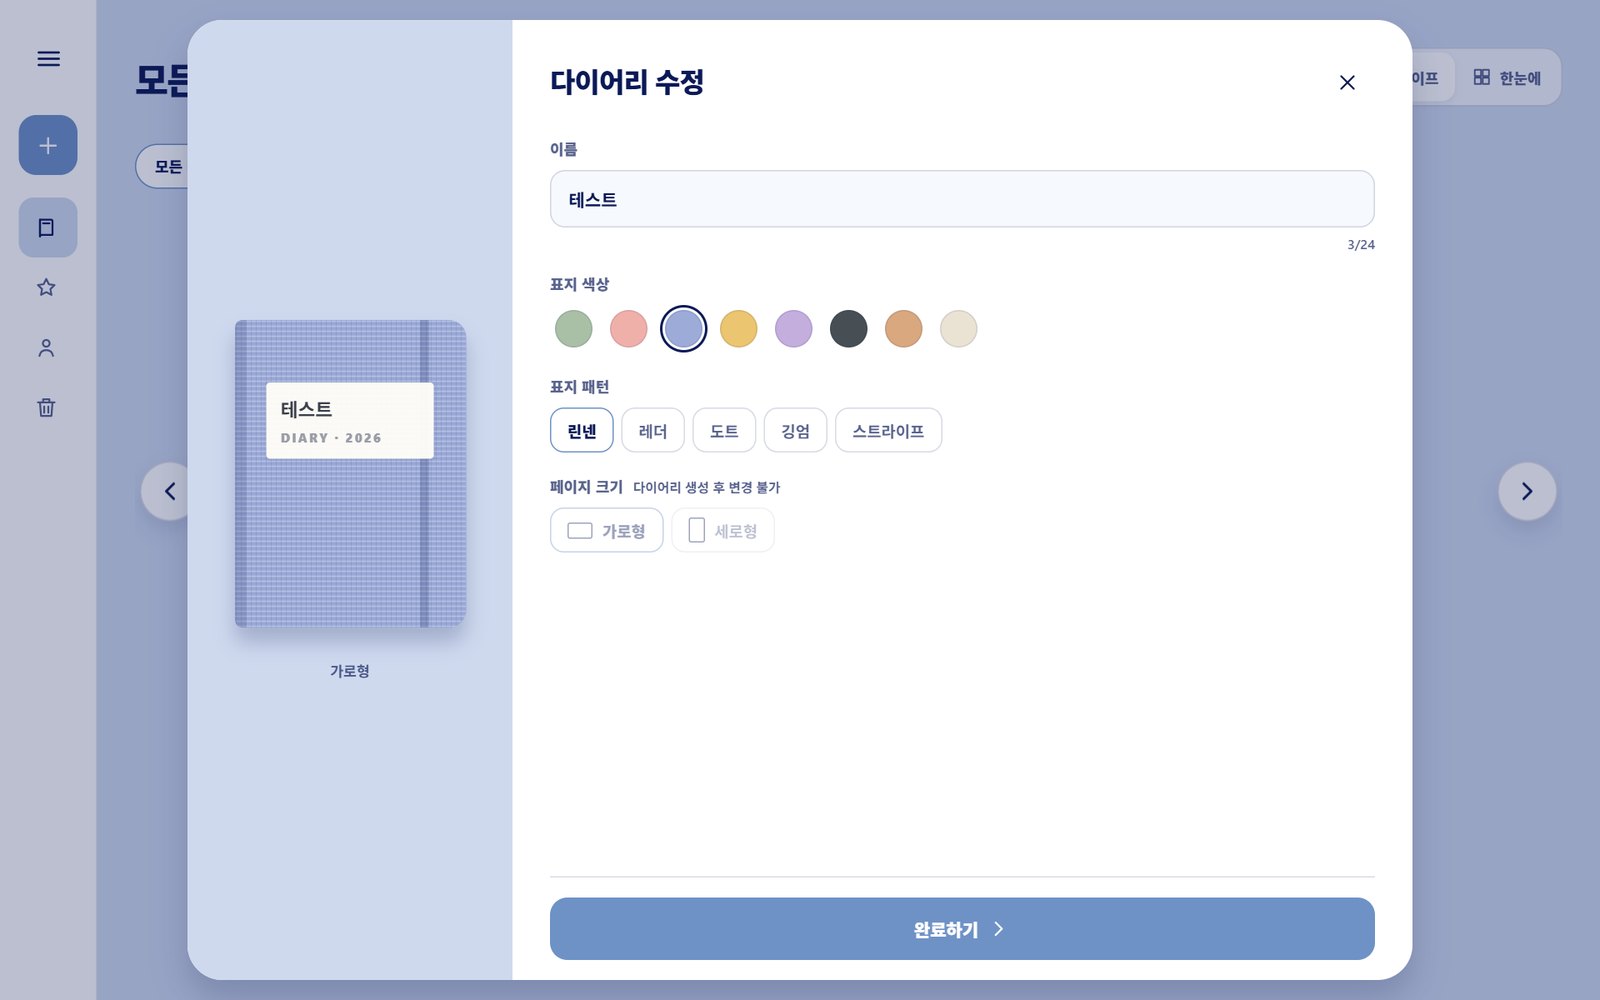 모든
이프
한눈에
모든
다이어리 수정
이름
테스트
3/24
표지 색상
표지 패턴
린넨
레더
도트
깅엄
스트라이프
페이지 크기 다이어리 생성 후 변경 불가
가로형
세로형
테스트
DIARY · 2026
가로형
완료하기